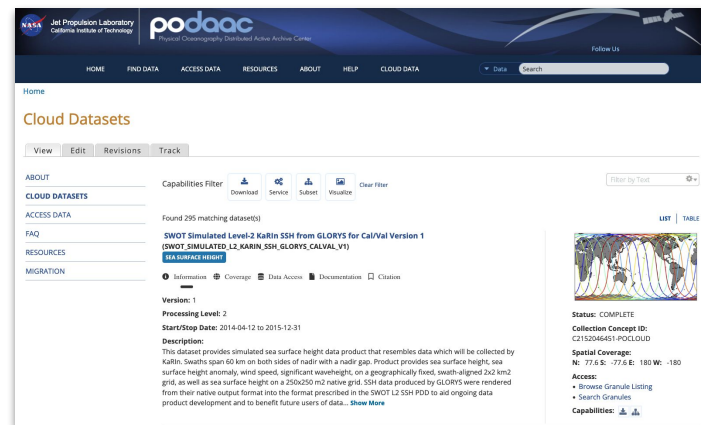 NASA
Jet Propulsion Laboratory
California Institute of Technology
podaac
Physical Oceanography Distributed Active Archive Center
Follow Us
HOME FIND DATA ACCESS DATA RESOURCES ABOUT HELP CLOUD DATA Data Search
Home
Cloud Datasets
View Edit Revisions Track
ABOUT
CLOUD DATASETS
ACCESS DATA
FAQ
RESOURCES
MIGRATION
Capabilities Filter Download Service Subset Visualize Clear Filter
Filter by Text
Found 295 matching dataset(s)
LIST | TABLE
SWOT Simulated Level-2 KaRIn SSH from GLORYS for Cal/Val Version 1
(SWOT_SIMULATED_L2_KARIN_SSH_GLORYS_CALVAL_V1)
SEA SURFACE HEIGHT
Information Coverage Data Access Documentation Citation
Version: 1
Processing Level: 2
Start/Stop Date: 2014-04-12 to 2015-12-31
Description:
This dataset provides simulated sea surface height data product that resembles data which will be collected by
KaRIn. Swaths span 60 km on both sides of nadir with a nadir gap. Product provides sea surface height, sea
surface height anomaly, wind speed, significant waveheight, on a geographically fixed, swath-aligned 2x2 km2
grid, as well as sea surface height on a 250x250 m2 native grid. SSH data produced by GLORYS were rendered
from their native output format into the format prescribed in the SWOT L2 SSH PDD to aid ongoing data
product development and to benefit future users of data... Show More
Status: COMPLETE
Collection Concept ID:
C2152046451-POCLOUD
Spatial Coverage:
N: 77.6 S: -77.6 E: 180 W: -180
Access:
• Browse Granule Listing
• Search Granules
Capabilities: